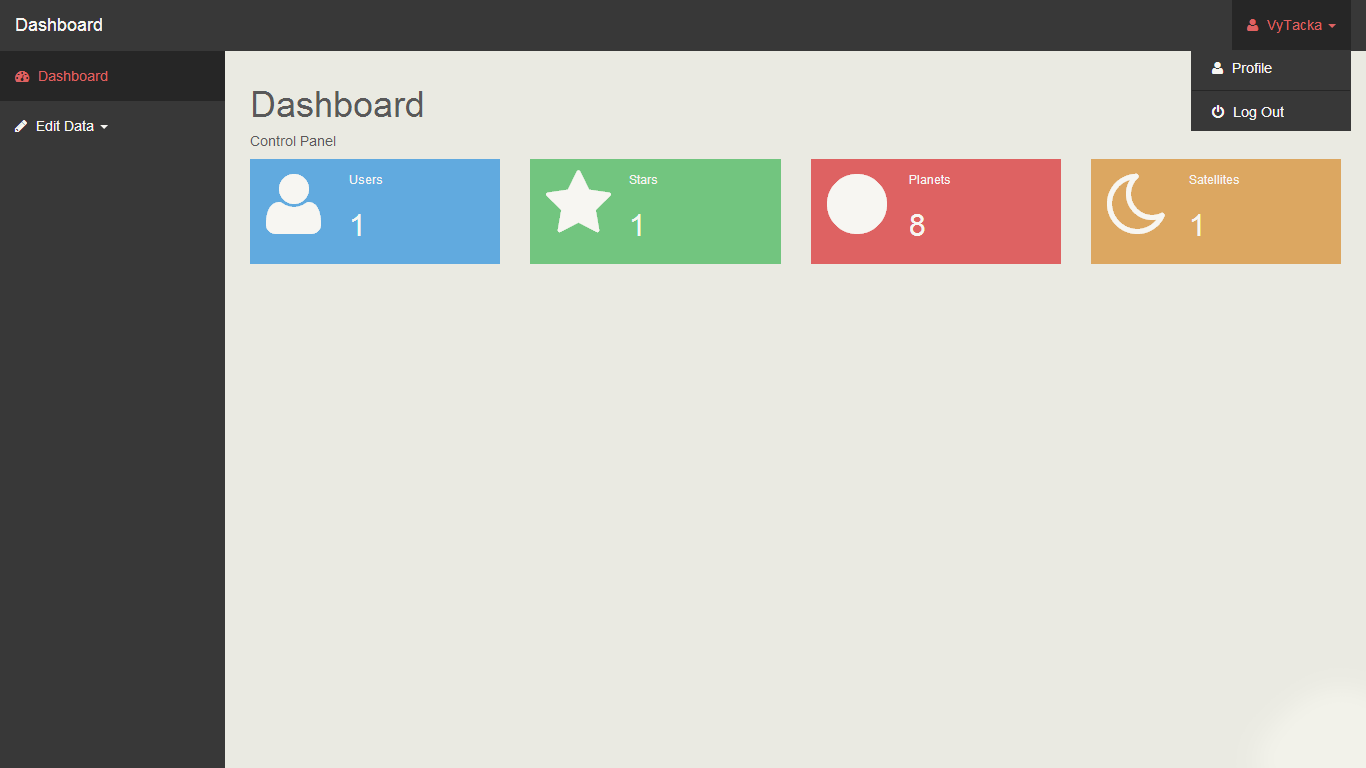 Dashboard
VyTacka
Profile
Log Out
Dashboard
Edit Data
Dashboard
Control Panel
Users
1
Stars
1
Planets
8
Satellites
1